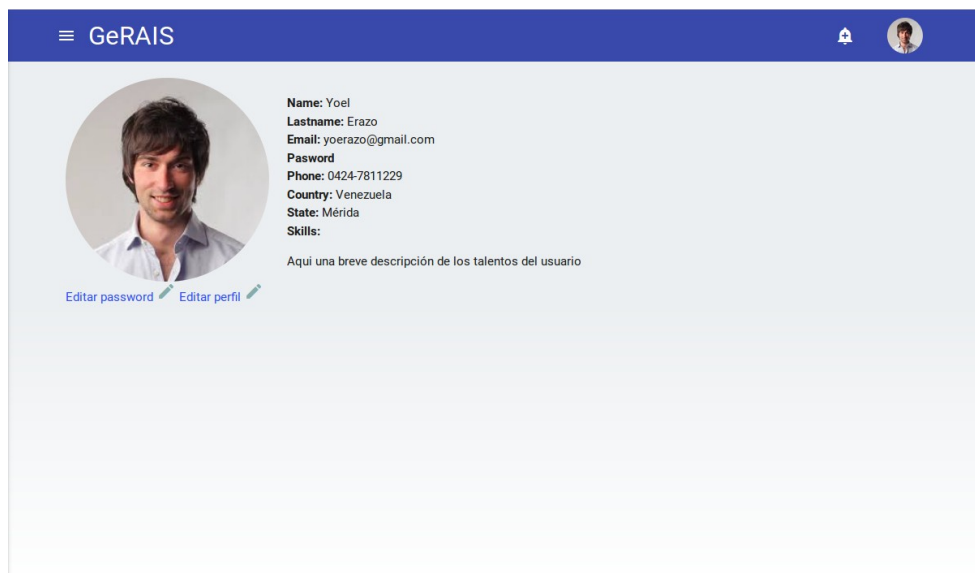 GeRAIS
Name: Yoel
Lastname: Erazo
Email: yoerazo@gmail.com
Pasword
Phone: 0424-7811229
Country: Venezuela
State: Mérida
Skills:
Aqui una breve descripción de los talentos del usuario
Editar password Editar perfil